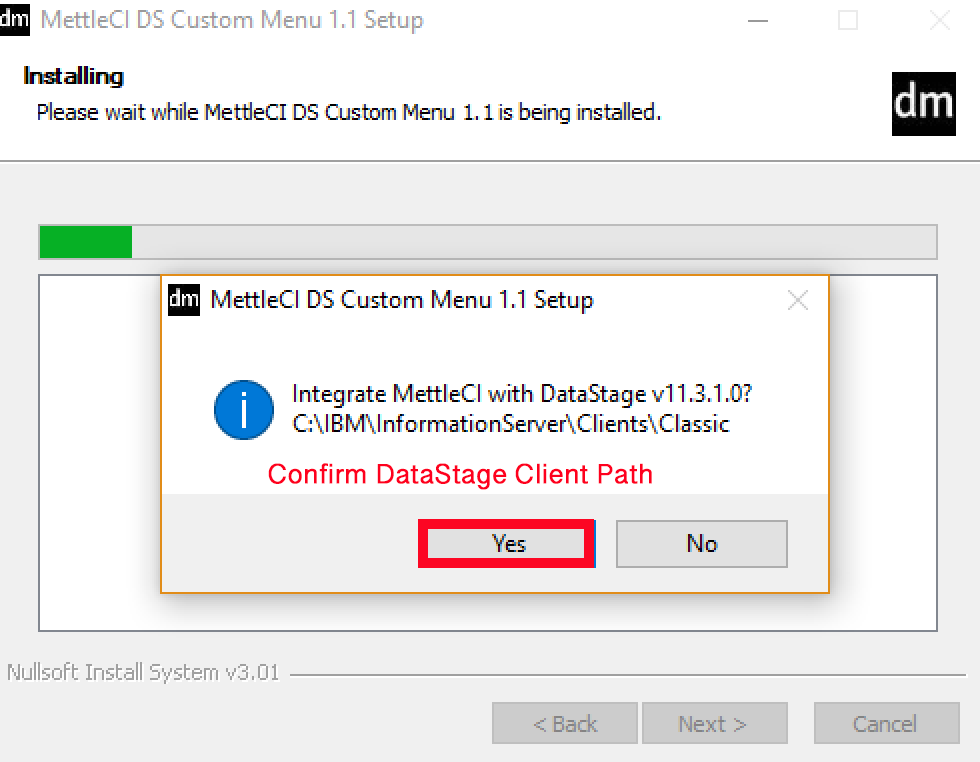 dm MettleCI DS Custom Menu 1.1 Setup
Installing
Please wait while MettleCI DS Custom Menu 1.1 is being installed.
dm
dm MettleCI DS Custom Menu 1.1 Setup
i
Integrate MettleCI with DataStage v11.3.1.0?
C:\IBM\InformationServer\Clients\Classic
Confirm DataStage Client Path
Yes No
Nullsoft Install System v3.01
< Back Next > Cancel